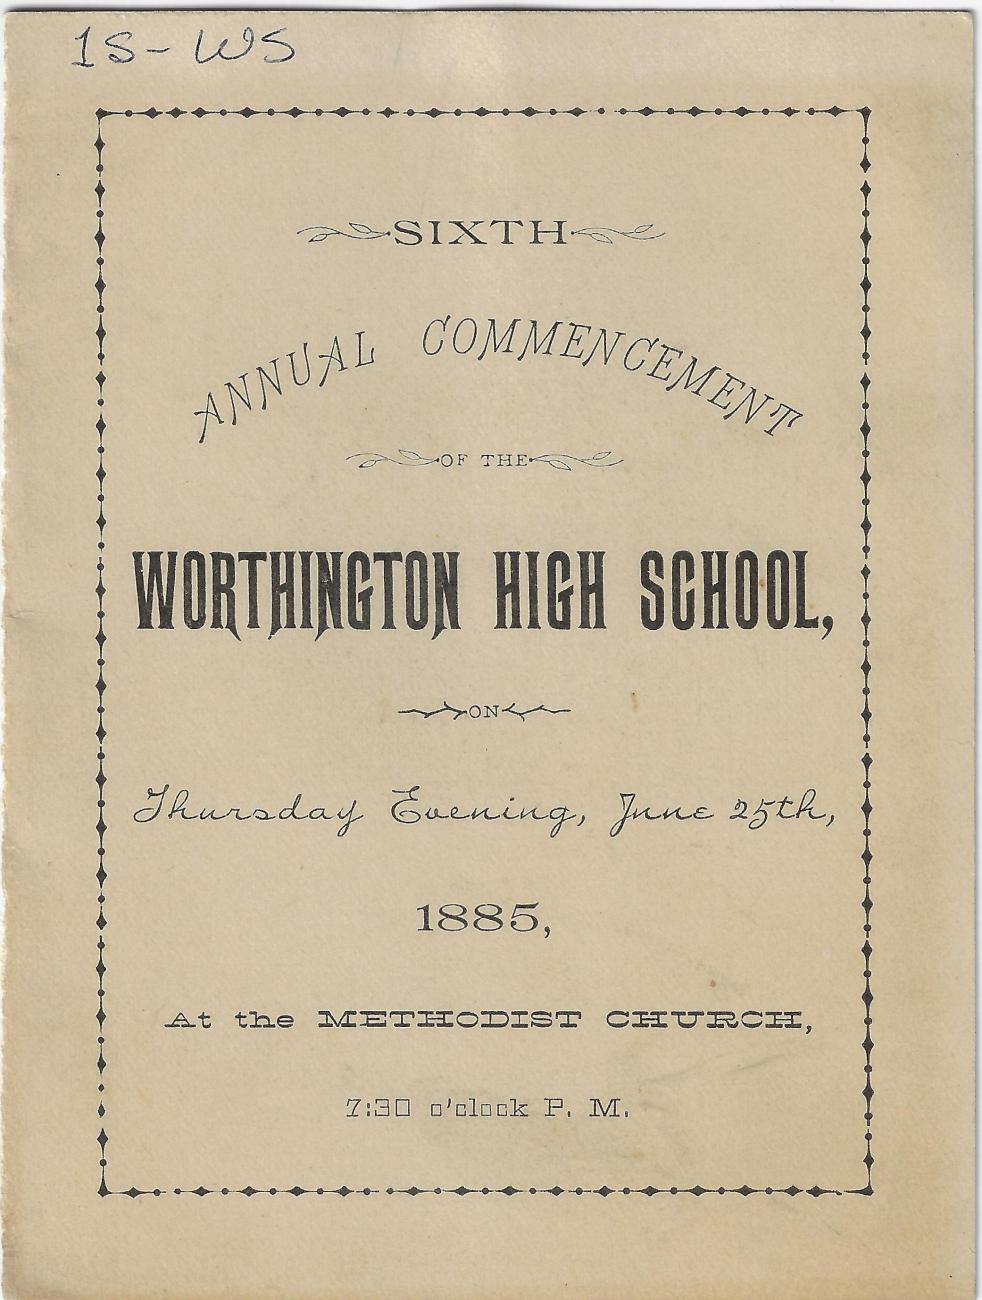 1S-WS
SIXTH
ANNUAL COMMENCEMENT
OF THE
WORTHINGTON HIGH SCHOOL,
ON
Thursday Evening, June 25th,
1885,
At the METHODIST CHURCH,
7:30 o'clock P. M.